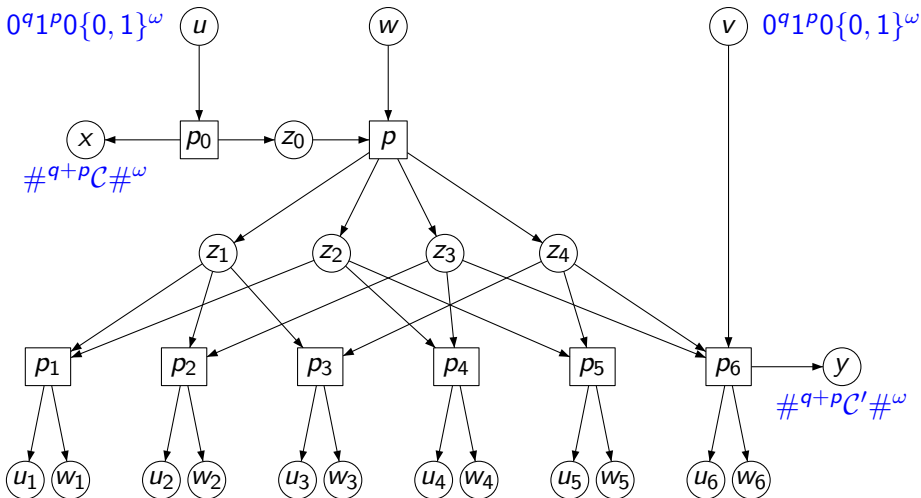 0^q1^p0{0, 1}^ω u w v 0^q1^p0{0, 1}^ω
x p₀ z₀ p
#^{q+p}C#^ω
z₁ z₂ z₃ z₄
p₁ p₂ p₃ p₄ p₅ p₆ y
#^{q+p}C′#^ω
u₁ w₁ u₂ w₂ u₃ w₃ u₄ w₄ u₅ w₅ u₆ w₆